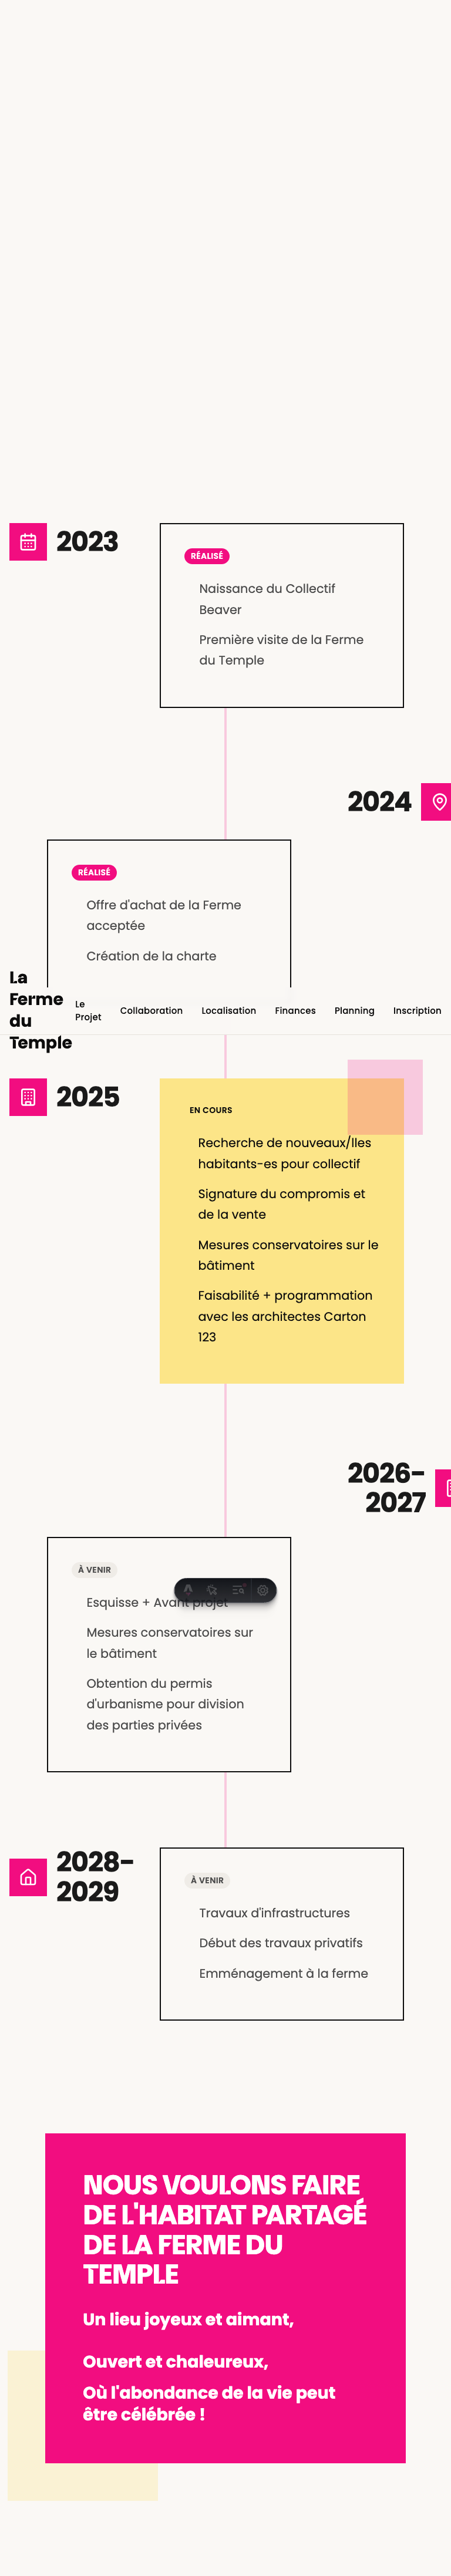 2023
RÉALISÉ
Naissance du Collectif
Beaver
Première visite de la Ferme
du Temple
2024
RÉALISÉ
Offre d'achat de la Ferme
acceptée
Création de la charte
La
Ferme
du
Temple
Le
Projet
Collaboration
Localisation
Finances
Planning
Inscription
2025
EN COURS
Recherche de nouveaux/lles
habitants-es pour collectif
Signature du compromis et
de la vente
Mesures conservatoires sur le
bâtiment
Faisabilité + programmation
avec les architectes Carton
123
2026-
2027
À VENIR
Esquisse + Avant projet
Mesures conservatoires sur
le bâtiment
Obtention du permis
d'urbanisme pour division
des parties privées
2028-
2029
À VENIR
Travaux d'infrastructures
Début des travaux privatifs
Emménagement à la ferme
NOUS VOULONS FAIRE
DE L'HABITAT PARTAGÉ
DE LA FERME DU
TEMPLE
Un lieu joyeux et aimant,
Ouvert et chaleureux,
Où l'abondance de la vie peut
être célébrée !